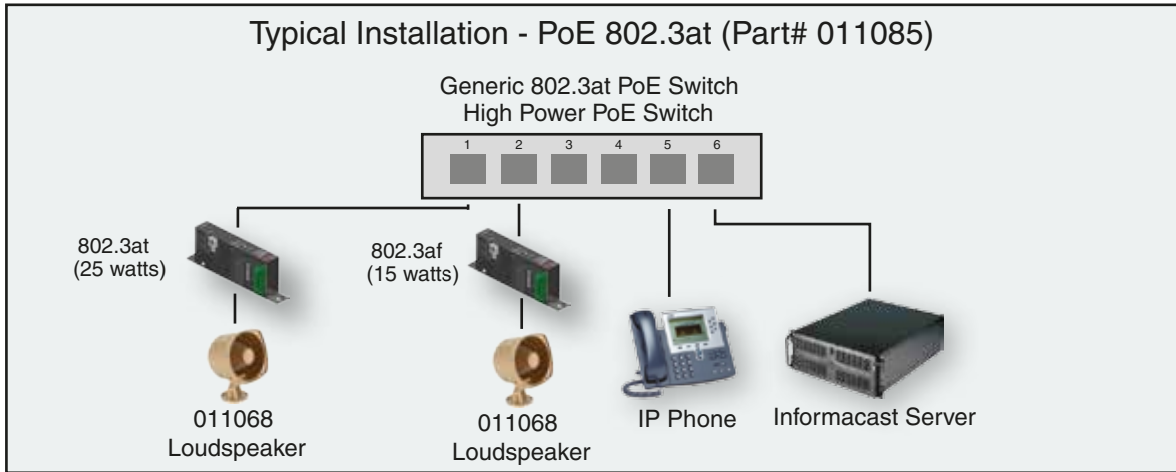 Typical Installation - PoE 802.3at (Part# 011085)
Generic 802.3at PoE Switch
High Power PoE Switch
1 2 3 4 5 6
802.3at
(25 watts)
802.3af
(15 watts)
011068
Loudspeaker
011068
Loudspeaker
IP Phone
Informacast Server